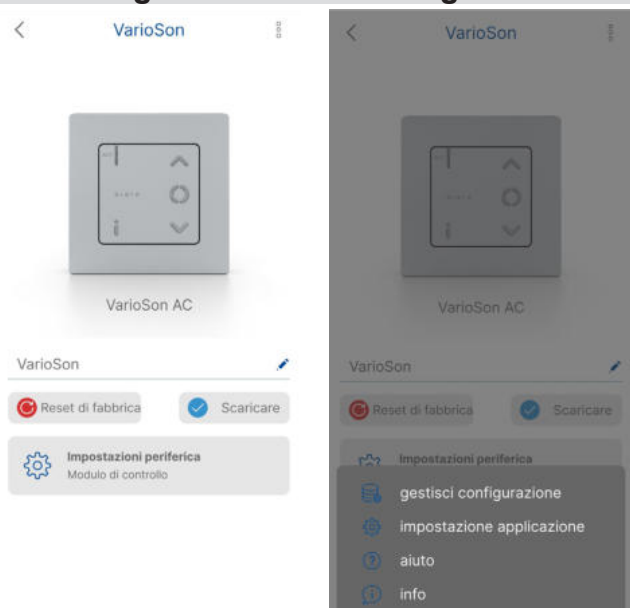 VarioSon
VarioSon AC
VarioSon
Reset di fabbrica
Scaricare
Impostazioni periferica
Modulo di controllo
VarioSon
VarioSon AC
VarioSon
Reset di fabbrica
Scaricare
Impostazioni periferica
gestisci configurazione
impostazione applicazione
aiuto
info